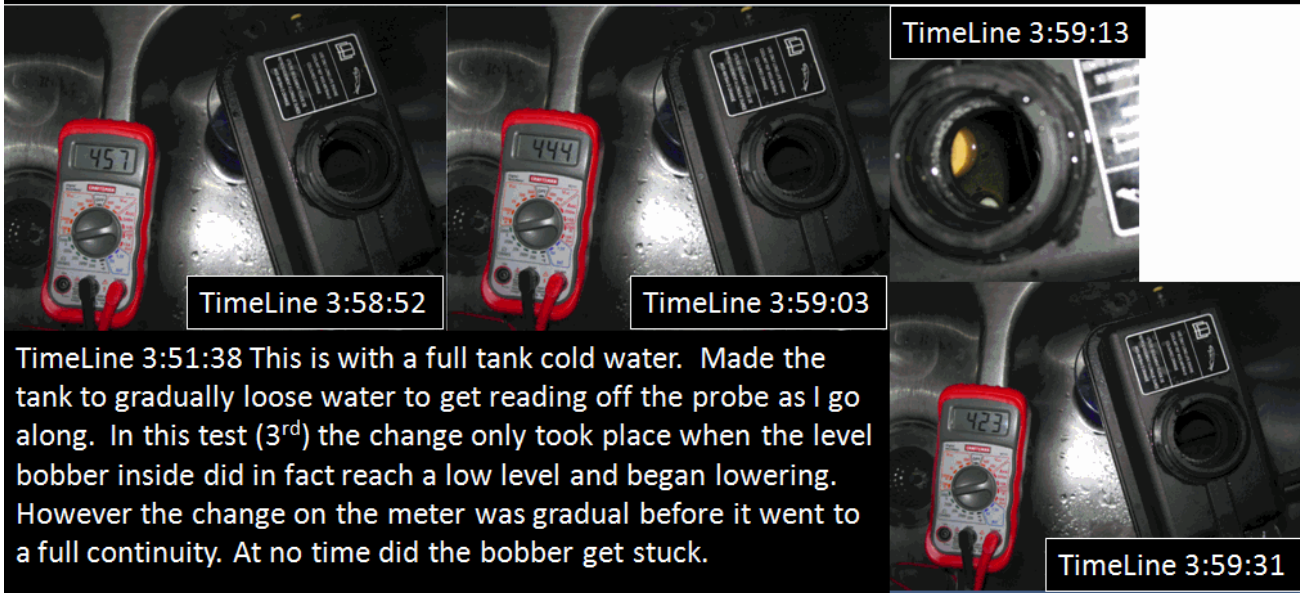 457
CRAFTSMAN
TimeLine 3:58:52
444
CRAFTSMAN
TimeLine 3:59:03
TimeLine 3:59:13
TimeLine 3:51:38 This is with a full tank cold water. Made the
tank to gradually loose water to get reading off the probe as I go
along. In this test (3rd) the change only took place when the level
bobber inside did in fact reach a low level and began lowering.
However the change on the meter was gradual before it went to
a full continuity. At no time did the bobber get stuck.
423
CRAFTSMAN
TimeLine 3:59:31